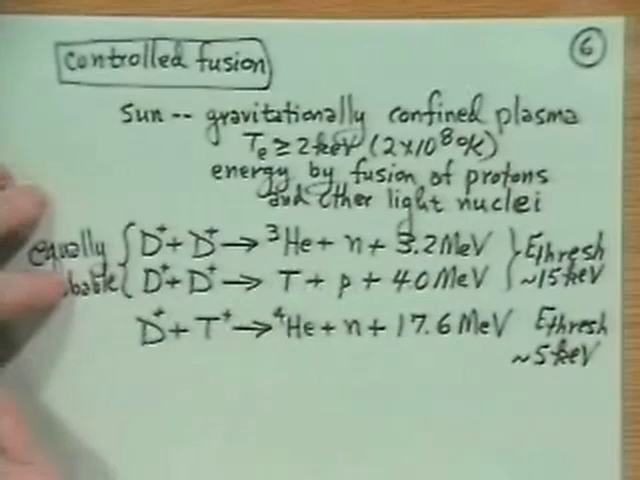 6
controlled fusion
Sun -- gravitationally confined plasma
Te ≥ 2 keV (2×10⁸ °K)
energy by fusion of protons
and other light nuclei
equally
D⁺ + D⁺ → ³He + n + 3.2 MeV
Ethresh
D⁺ + D⁺ → T + p + 4.0 MeV
~15 keV
D⁺ + T⁺ → ⁴He + n + 17.6 MeV
Ethresh
~5 keV